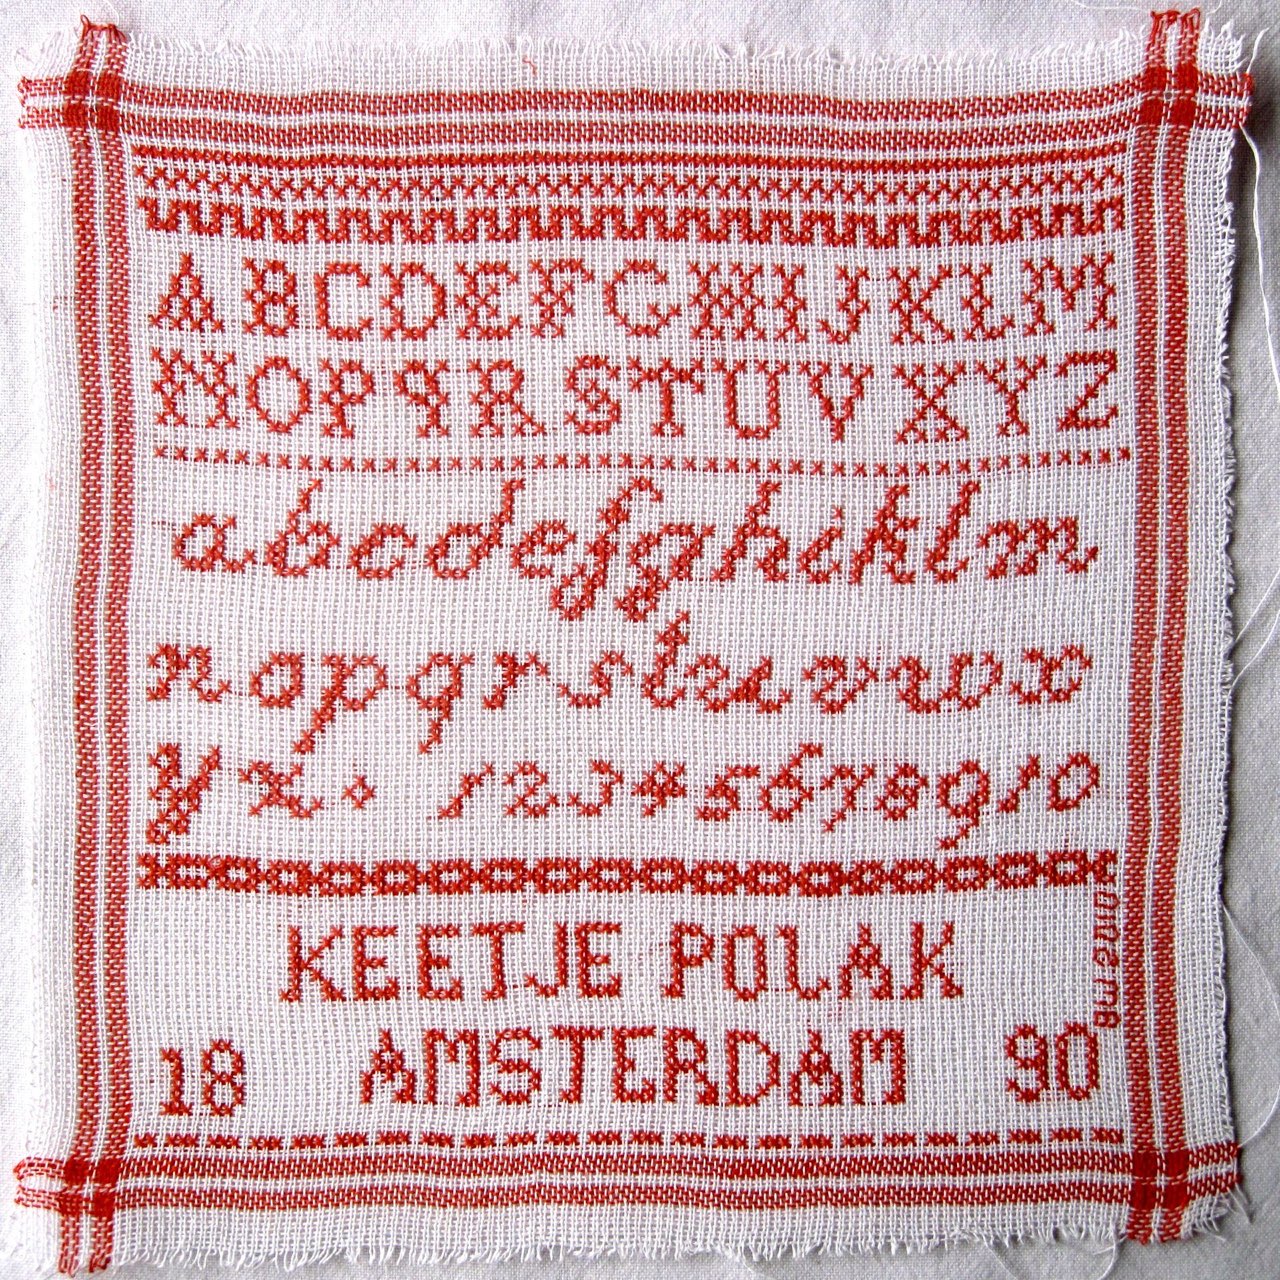 ABCDEFGHIJKLM
NOPQRSTUVXYZ
abcdefghiklm
nopqrstuvwx
yz 12345678910
KEETJE POLAK
18 AMSTERDAM 90